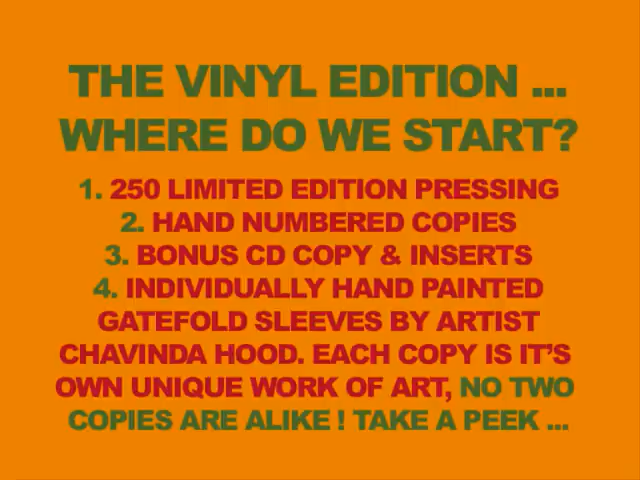 THE VINYL EDITION ...
WHERE DO WE START?
1. 250 LIMITED EDITION PRESSING
2. HAND NUMBERED COPIES
3. BONUS CD COPY & INSERTS
4. INDIVIDUALLY HAND PAINTED
GATEFOLD SLEEVES BY ARTIST
CHAVINDA HOOD. EACH COPY IS IT'S
OWN UNIQUE WORK OF ART, NO TWO
COPIES ARE ALIKE ! TAKE A PEEK ...